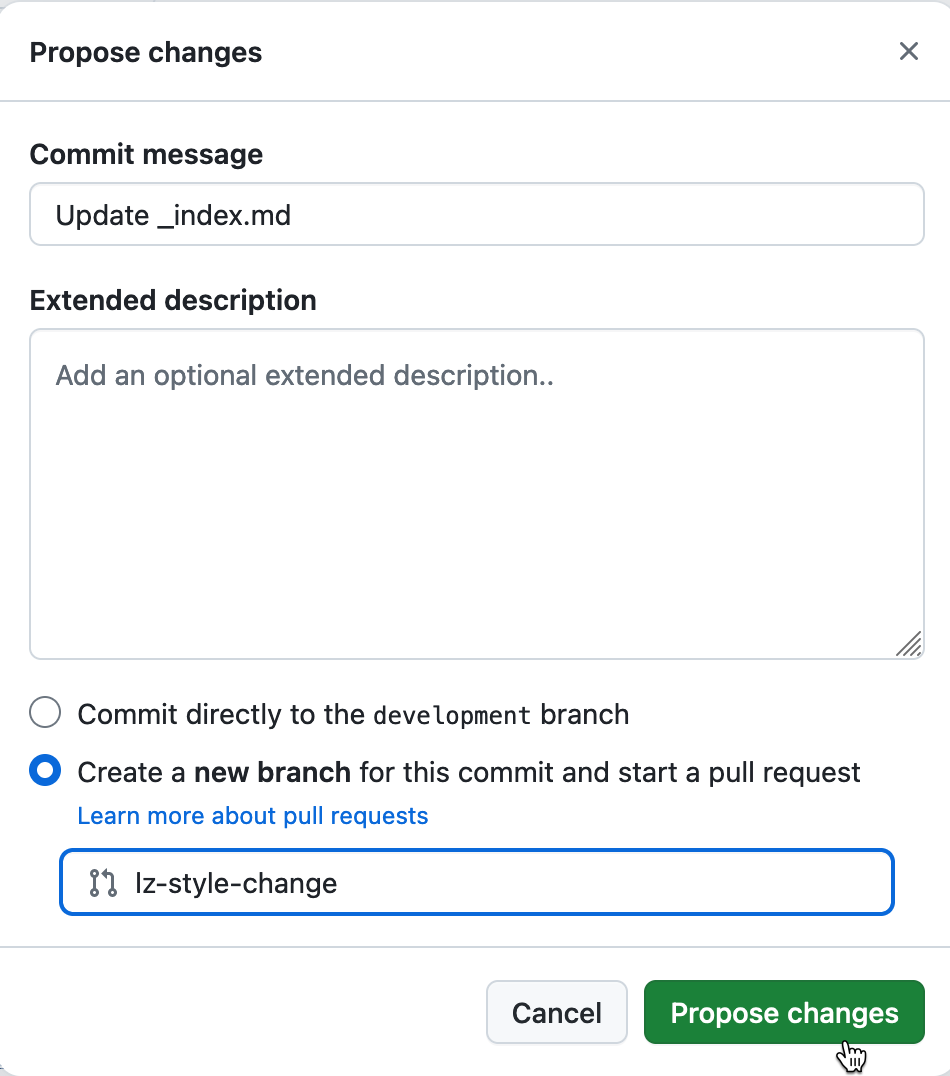 Propose changes
Commit message
Update _index.md
Extended description
Add an optional extended description..
Commit directly to the development branch
Create a new branch for this commit and start a pull request
Learn more about pull requests
lz-style-change
Cancel
Propose changes